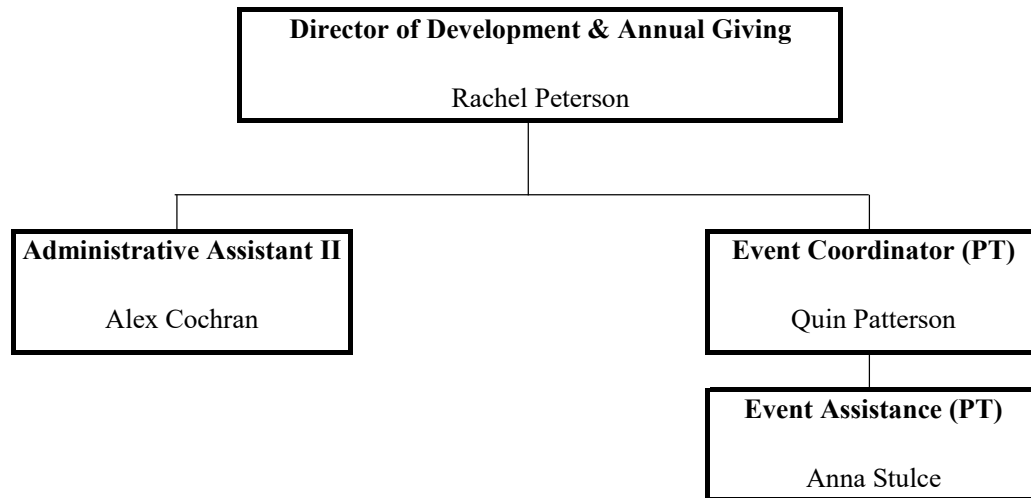 Director of Development & Annual Giving
Rachel Peterson
Administrative Assistant II
Alex Cochran
Event Coordinator (PT)
Quin Patterson
Event Assistance (PT)
Anna Stulce